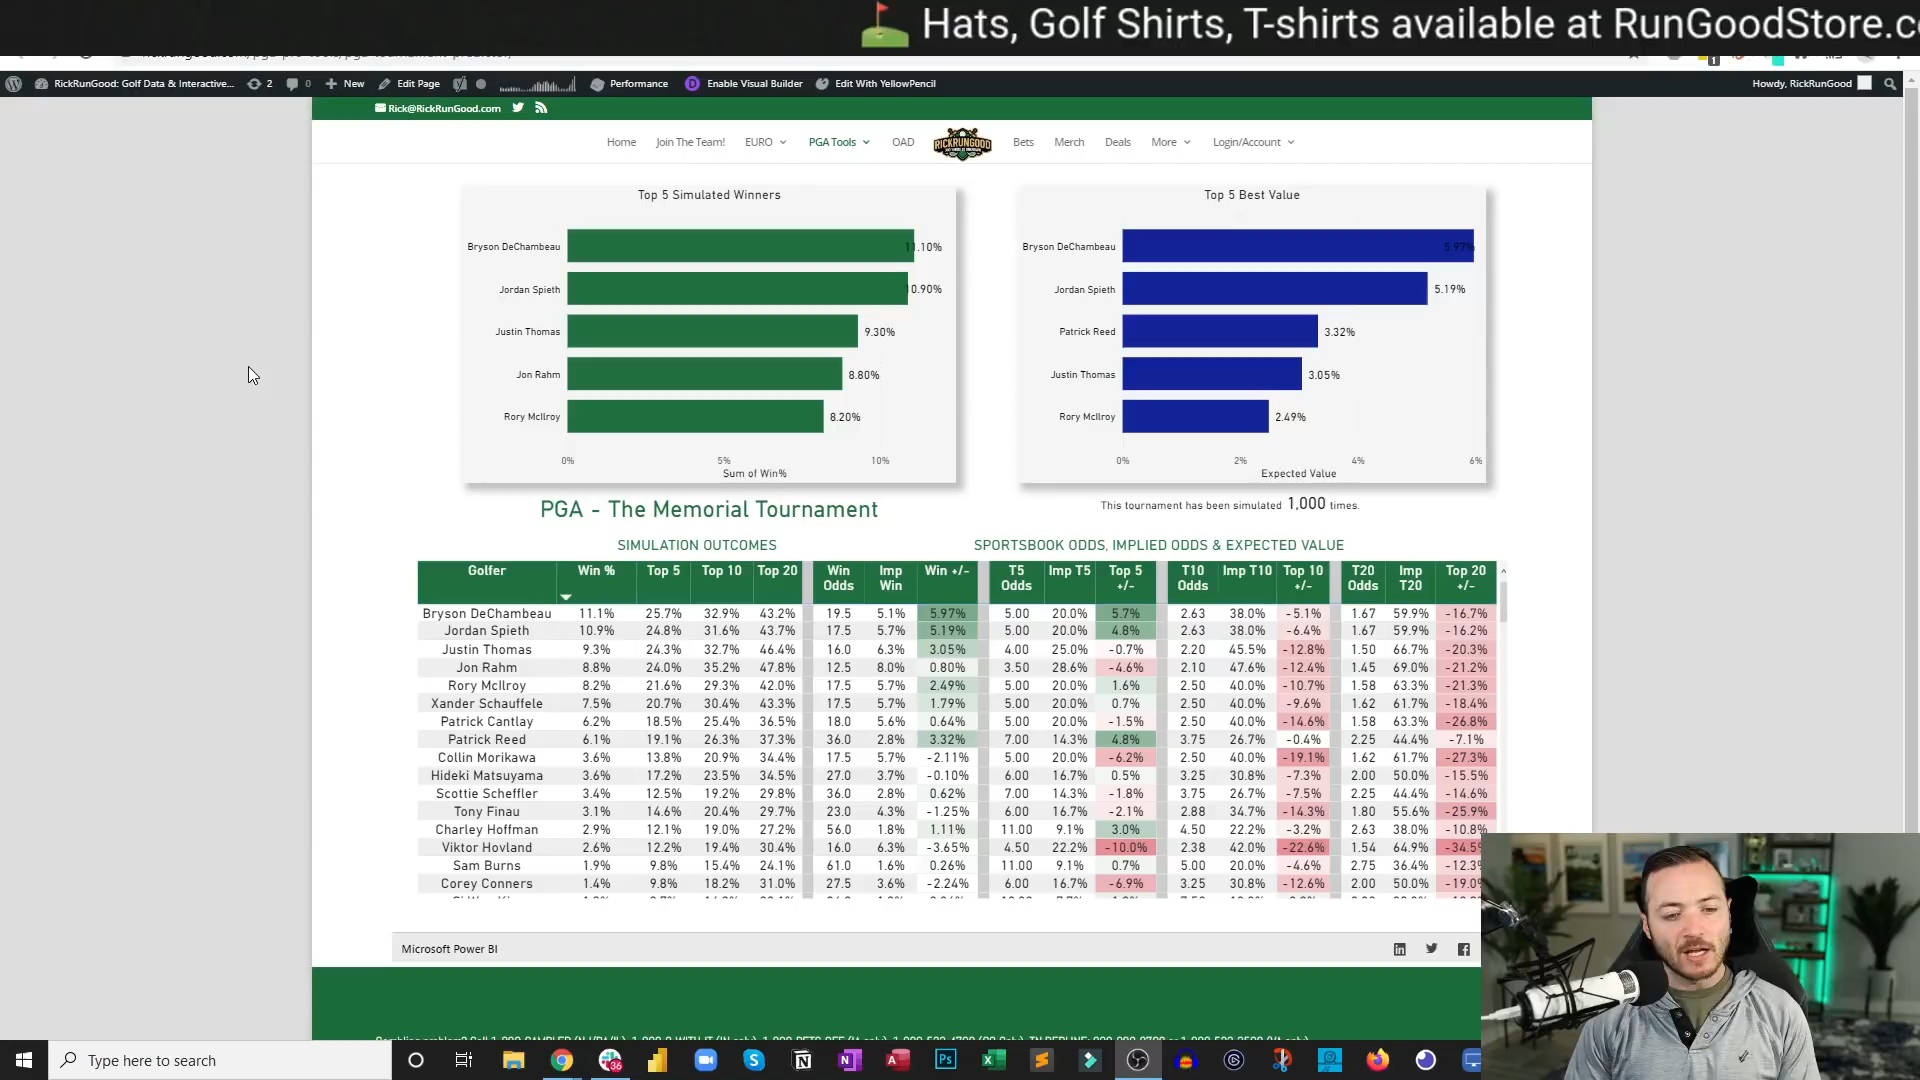 Hats, Golf Shirts, T-shirts available at RunGoodStore.c
RickRunGood: Golf Data & Interactive... 2 0 New Edit Page Performance Enable Visual Builder Edit With YellowPencil Howdy, RickRunGood
Rick@RickRunGood.com
Home Join The Team! EURO PGA Tools OAD RICKRUNGOOD Bets Merch Deals More Login/Account
Top 5 Simulated Winners
Bryson DeChambeau 11.10%
Jordan Spieth 10.90%
Justin Thomas 9.30%
Jon Rahm 8.80%
Rory McIlroy 8.20%
0% 5% 10%
Sum of Win%
Top 5 Best Value
Bryson DeChambeau 5.97%
Jordan Spieth 5.19%
Patrick Reed 3.32%
Justin Thomas 3.05%
Rory McIlroy 2.49%
0% 2% 4% 6%
Expected Value
PGA - The Memorial Tournament
This tournament has been simulated 1,000 times.
SIMULATION OUTCOMES SPORTSBOOK ODDS, IMPLIED ODDS & EXPECTED VALUE
Golfer Win % Top 5 Top 10 Top 20 Win Odds Imp Win Win +/- T5 Odds Imp T5 Top 5 +/- T10 Odds Imp T10 Top 10 +/- T20 Odds Imp T20 Top 20 +/-
Bryson DeChambeau 11.1% 25.7% 32.9% 43.2% 19.5 5.1% 5.97% 5.00 20.0% 5.7% 2.63 38.0% -5.1% 1.67 59.9% -16.7%
Jordan Spieth 10.9% 24.8% 31.6% 43.7% 17.5 5.7% 5.19% 5.00 20.0% 4.8% 2.63 38.0% -6.4% 1.67 59.9% -16.2%
Justin Thomas 9.3% 24.3% 32.7% 46.4% 16.0 6.3% 3.05% 4.00 25.0% -0.7% 2.20 45.5% -12.8% 1.50 66.7% -20.3%
Jon Rahm 8.8% 24.0% 35.2% 47.8% 12.5 8.0% 0.80% 3.50 28.6% -4.6% 2.10 47.6% -12.4% 1.45 69.0% -21.2%
Rory McIlroy 8.2% 21.6% 29.3% 42.0% 17.5 5.7% 2.49% 5.00 20.0% 1.6% 2.50 40.0% -10.7% 1.58 63.3% -21.3%
Xander Schauffele 7.5% 20.7% 30.4% 43.3% 17.5 5.7% 1.79% 5.00 20.0% 0.7% 2.50 40.0% -9.6% 1.62 61.7% -18.4%
Patrick Cantlay 6.2% 18.5% 25.4% 36.5% 18.0 5.6% 0.64% 5.00 20.0% -1.5% 2.50 40.0% -14.6% 1.58 63.3% -26.8%
Patrick Reed 6.1% 19.1% 26.3% 37.3% 36.0 2.8% 3.32% 7.00 14.3% 4.8% 3.75 26.7% -0.4% 2.25 44.4% -7.1%
Collin Morikawa 3.6% 13.8% 20.9% 34.4% 17.5 5.7% -2.11% 5.00 20.0% -6.2% 2.50 40.0% -19.1% 1.62 61.7% -27.3%
Hideki Matsuyama 3.6% 17.2% 23.5% 34.5% 27.0 3.7% -0.10% 6.00 16.7% 0.5% 3.25 30.8% -7.3% 2.00 50.0% -15.5%
Scottie Scheffler 3.4% 12.5% 19.2% 29.8% 36.0 2.8% 0.62% 7.00 14.3% -1.8% 3.75 26.7% -7.5% 2.25 44.4% -14.6%
Tony Finau 3.1% 14.6% 20.4% 29.7% 23.0 4.3% -1.25% 6.00 16.7% -2.1% 2.88 34.7% -14.3% 1.80 55.6% -25.9%
Charley Hoffman 2.9% 12.1% 19.0% 27.2% 56.0 1.8% 1.11% 11.00 9.1% 3.0% 4.50 22.2% -3.2% 2.63 38.0% -10.8%
Viktor Hovland 2.6% 12.2% 19.4% 30.4% 16.0 6.3% -3.65% 4.50 22.2% -10.0% 2.38 42.0% -22.6% 1.54 64.9% -34.5%
Sam Burns 1.9% 9.8% 15.4% 24.1% 61.0 1.6% 0.26% 11.00 9.1% 0.7% 5.00 20.0% -4.6% 2.75 36.4% -12.3%
Corey Conners 1.4% 9.8% 18.2% 31.0% 27.5 3.6% -2.24% 6.00 16.7% -6.9% 3.25 30.8% -12.6% 2.00 50.0% -19.0%
Microsoft Power BI
Type here to search
36